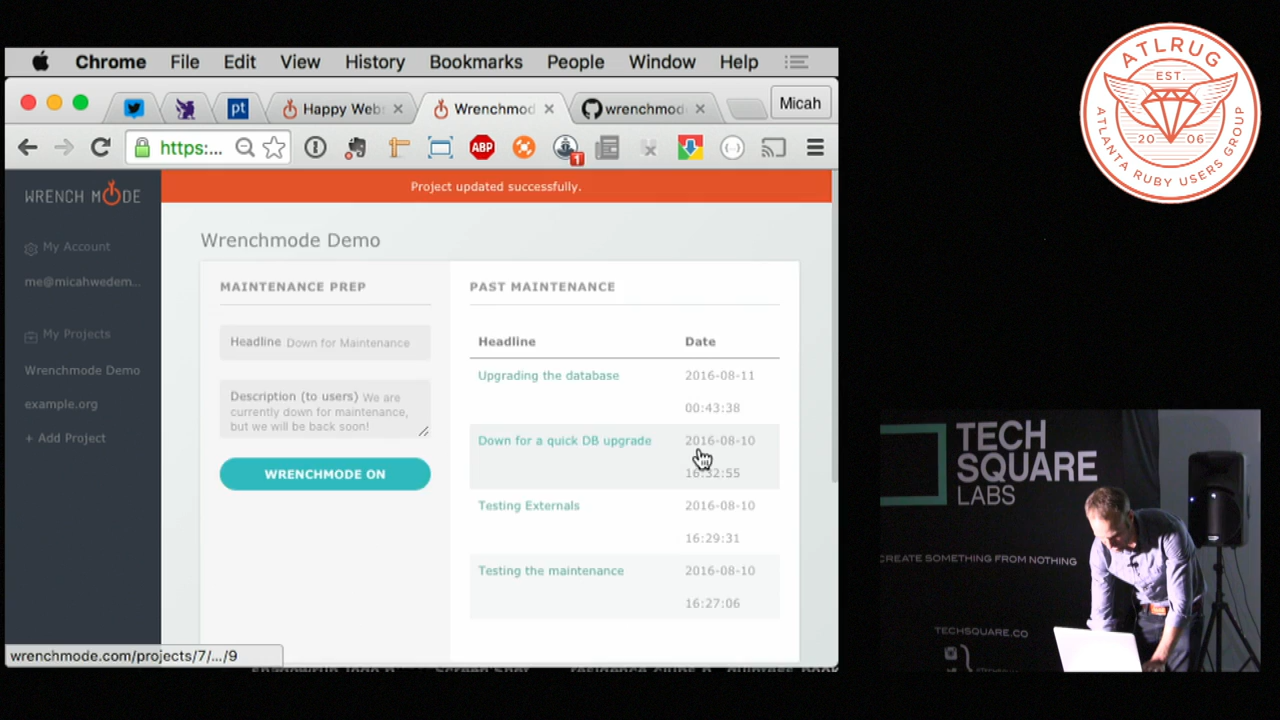 Chrome File Edit View History Bookmarks People Window Help
pt Happy Web Wrenchmod wrenchmod Micah
https:... ABP 1
Project updated successfully.
WRENCH MODE
My Account
me@micahwedem...
My Projects
Wrenchmode Demo
example.org
+ Add Project
Wrenchmode Demo
MAINTENANCE PREP
Headline Down for Maintenance
Description (to users) We are
currently down for maintenance,
but we will be back soon!
WRENCHMODE ON
PAST MAINTENANCE
Headline Date
Upgrading the database 2016-08-11
00:43:38
Down for a quick DB upgrade 2016-08-10
16:32:55
Testing Externals 2016-08-10
16:29:31
Testing the maintenance 2016-08-10
16:27:06
wrenchmode.com/projects/7/.../9
ATLRUG
EST.
20 06
ATLANTA RUBY USERS GROUP
TECH
SQUARE
LABS
CREATE SOMETHING FROM NOTHING
TECHSQUARE.CO